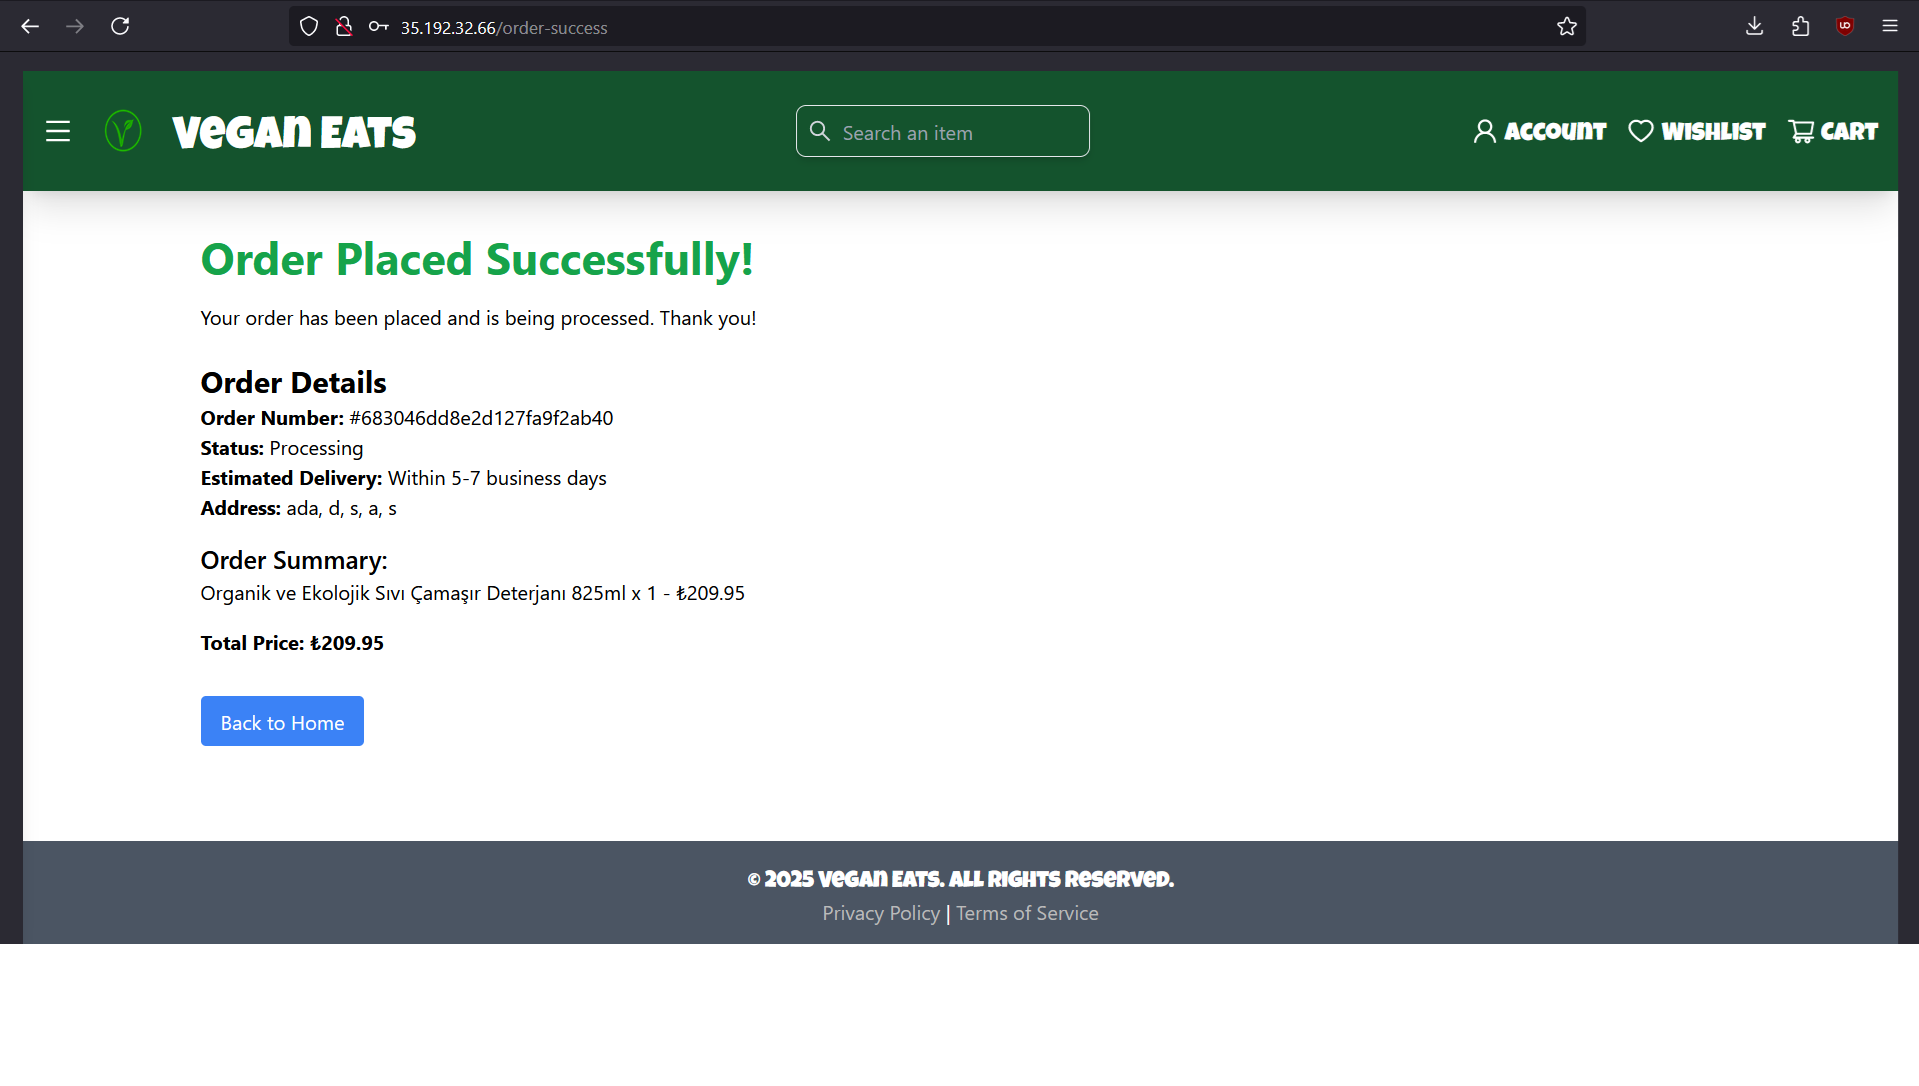 35.192.32.66/order-success
Vegan Eats
Search an item
Account
Wishlist
Cart
Order Placed Successfully!
Your order has been placed and is being processed. Thank you!
Order Details
Order Number: #683046dd8e2d127fa9f2ab40
Status: Processing
Estimated Delivery: Within 5-7 business days
Address: ada, d, s, a, s
Order Summary:
Organik ve Ekolojik Sıvı Çamaşır Deterjanı 825ml x 1 - ₺209.95
Total Price: ₺209.95
Back to Home
© 2025 Vegan Eats. All Rights Reserved.
Privacy Policy | Terms of Service